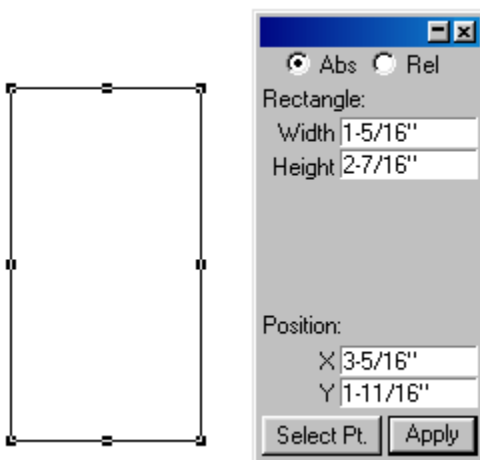 Abs Rel
Rectangle:
Width 1-5/16"
Height 2-7/16"
Position:
X 3-5/16"
Y 1-11/16"
Select Pt. Apply